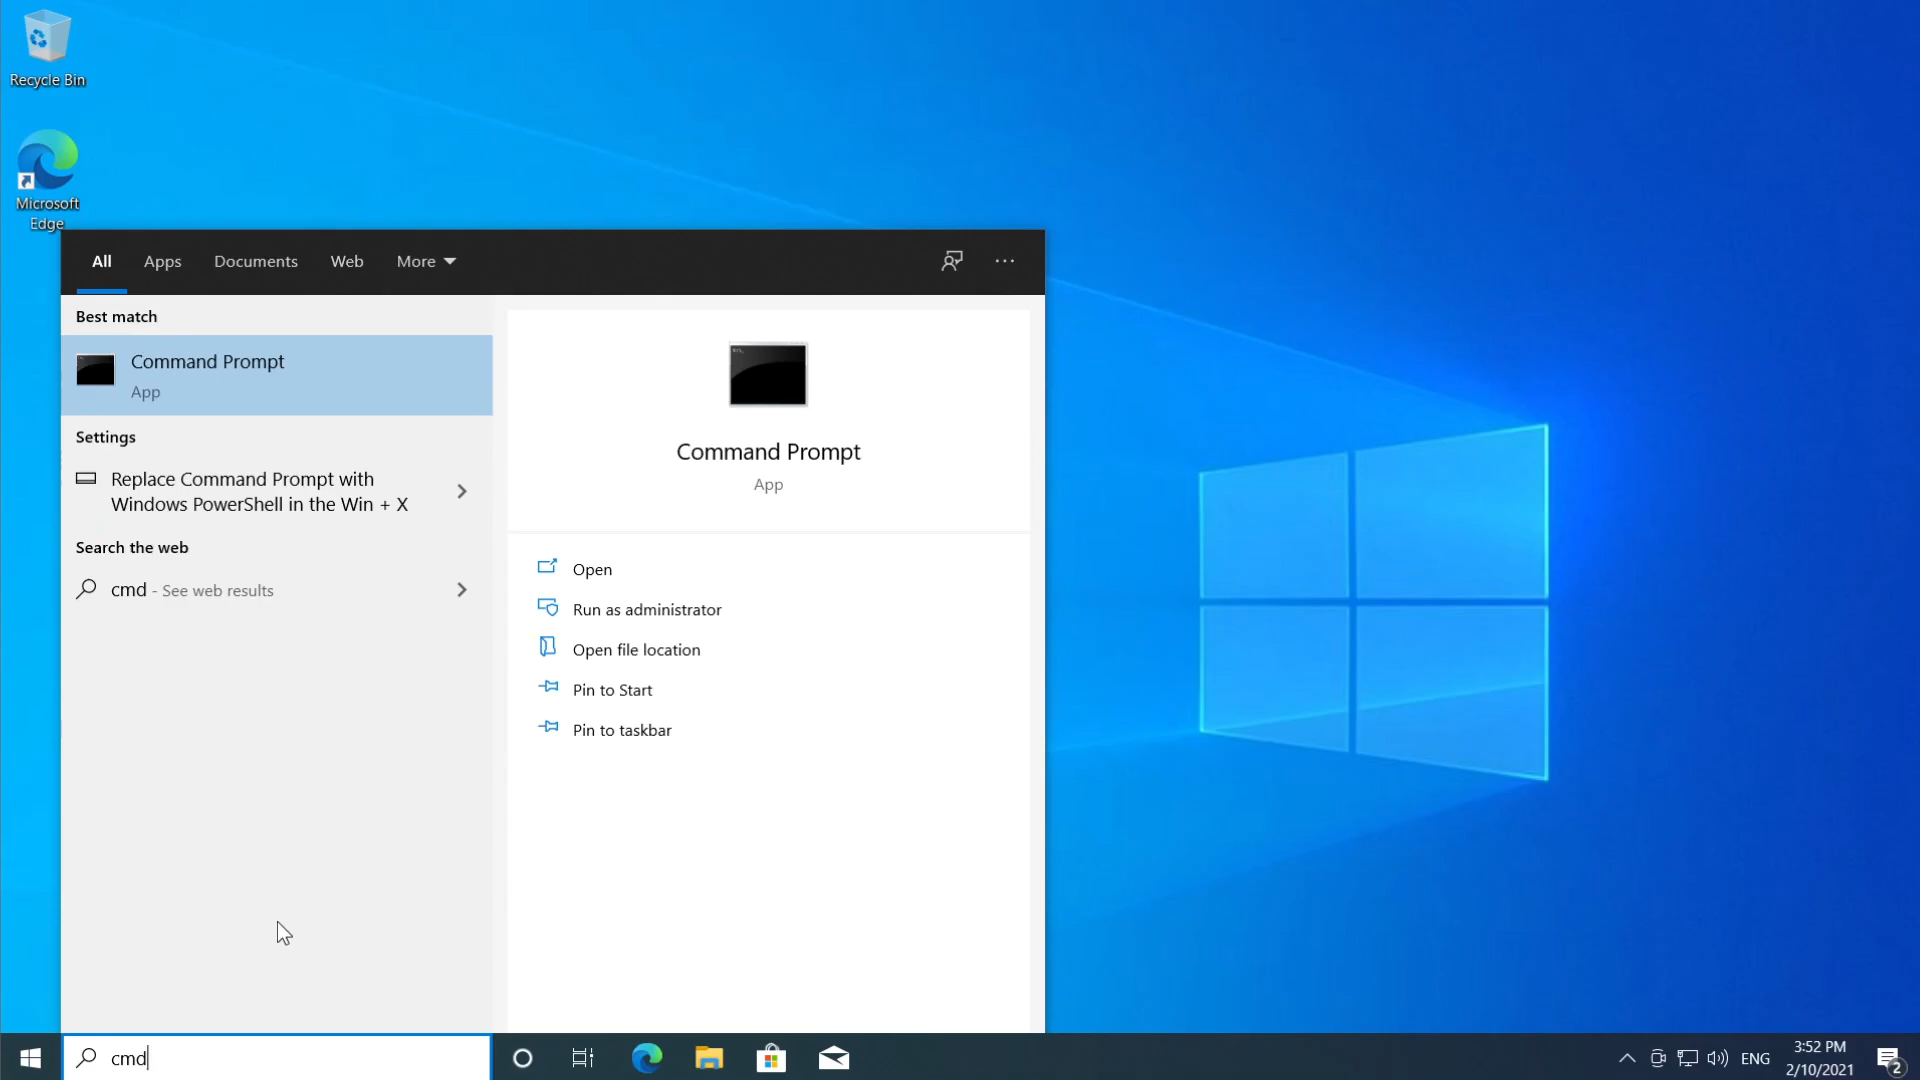 Recycle Bin
Microsoft
Edge
All Apps Documents Web More
Best match
Command Prompt
App
Settings
Replace Command Prompt with
Windows PowerShell in the Win + X
Search the web
cmd - See web results
Command Prompt
App
Open
Run as administrator
Open file location
Pin to Start
Pin to taskbar
cmd
ENG
3:52 PM
2/10/2021
2